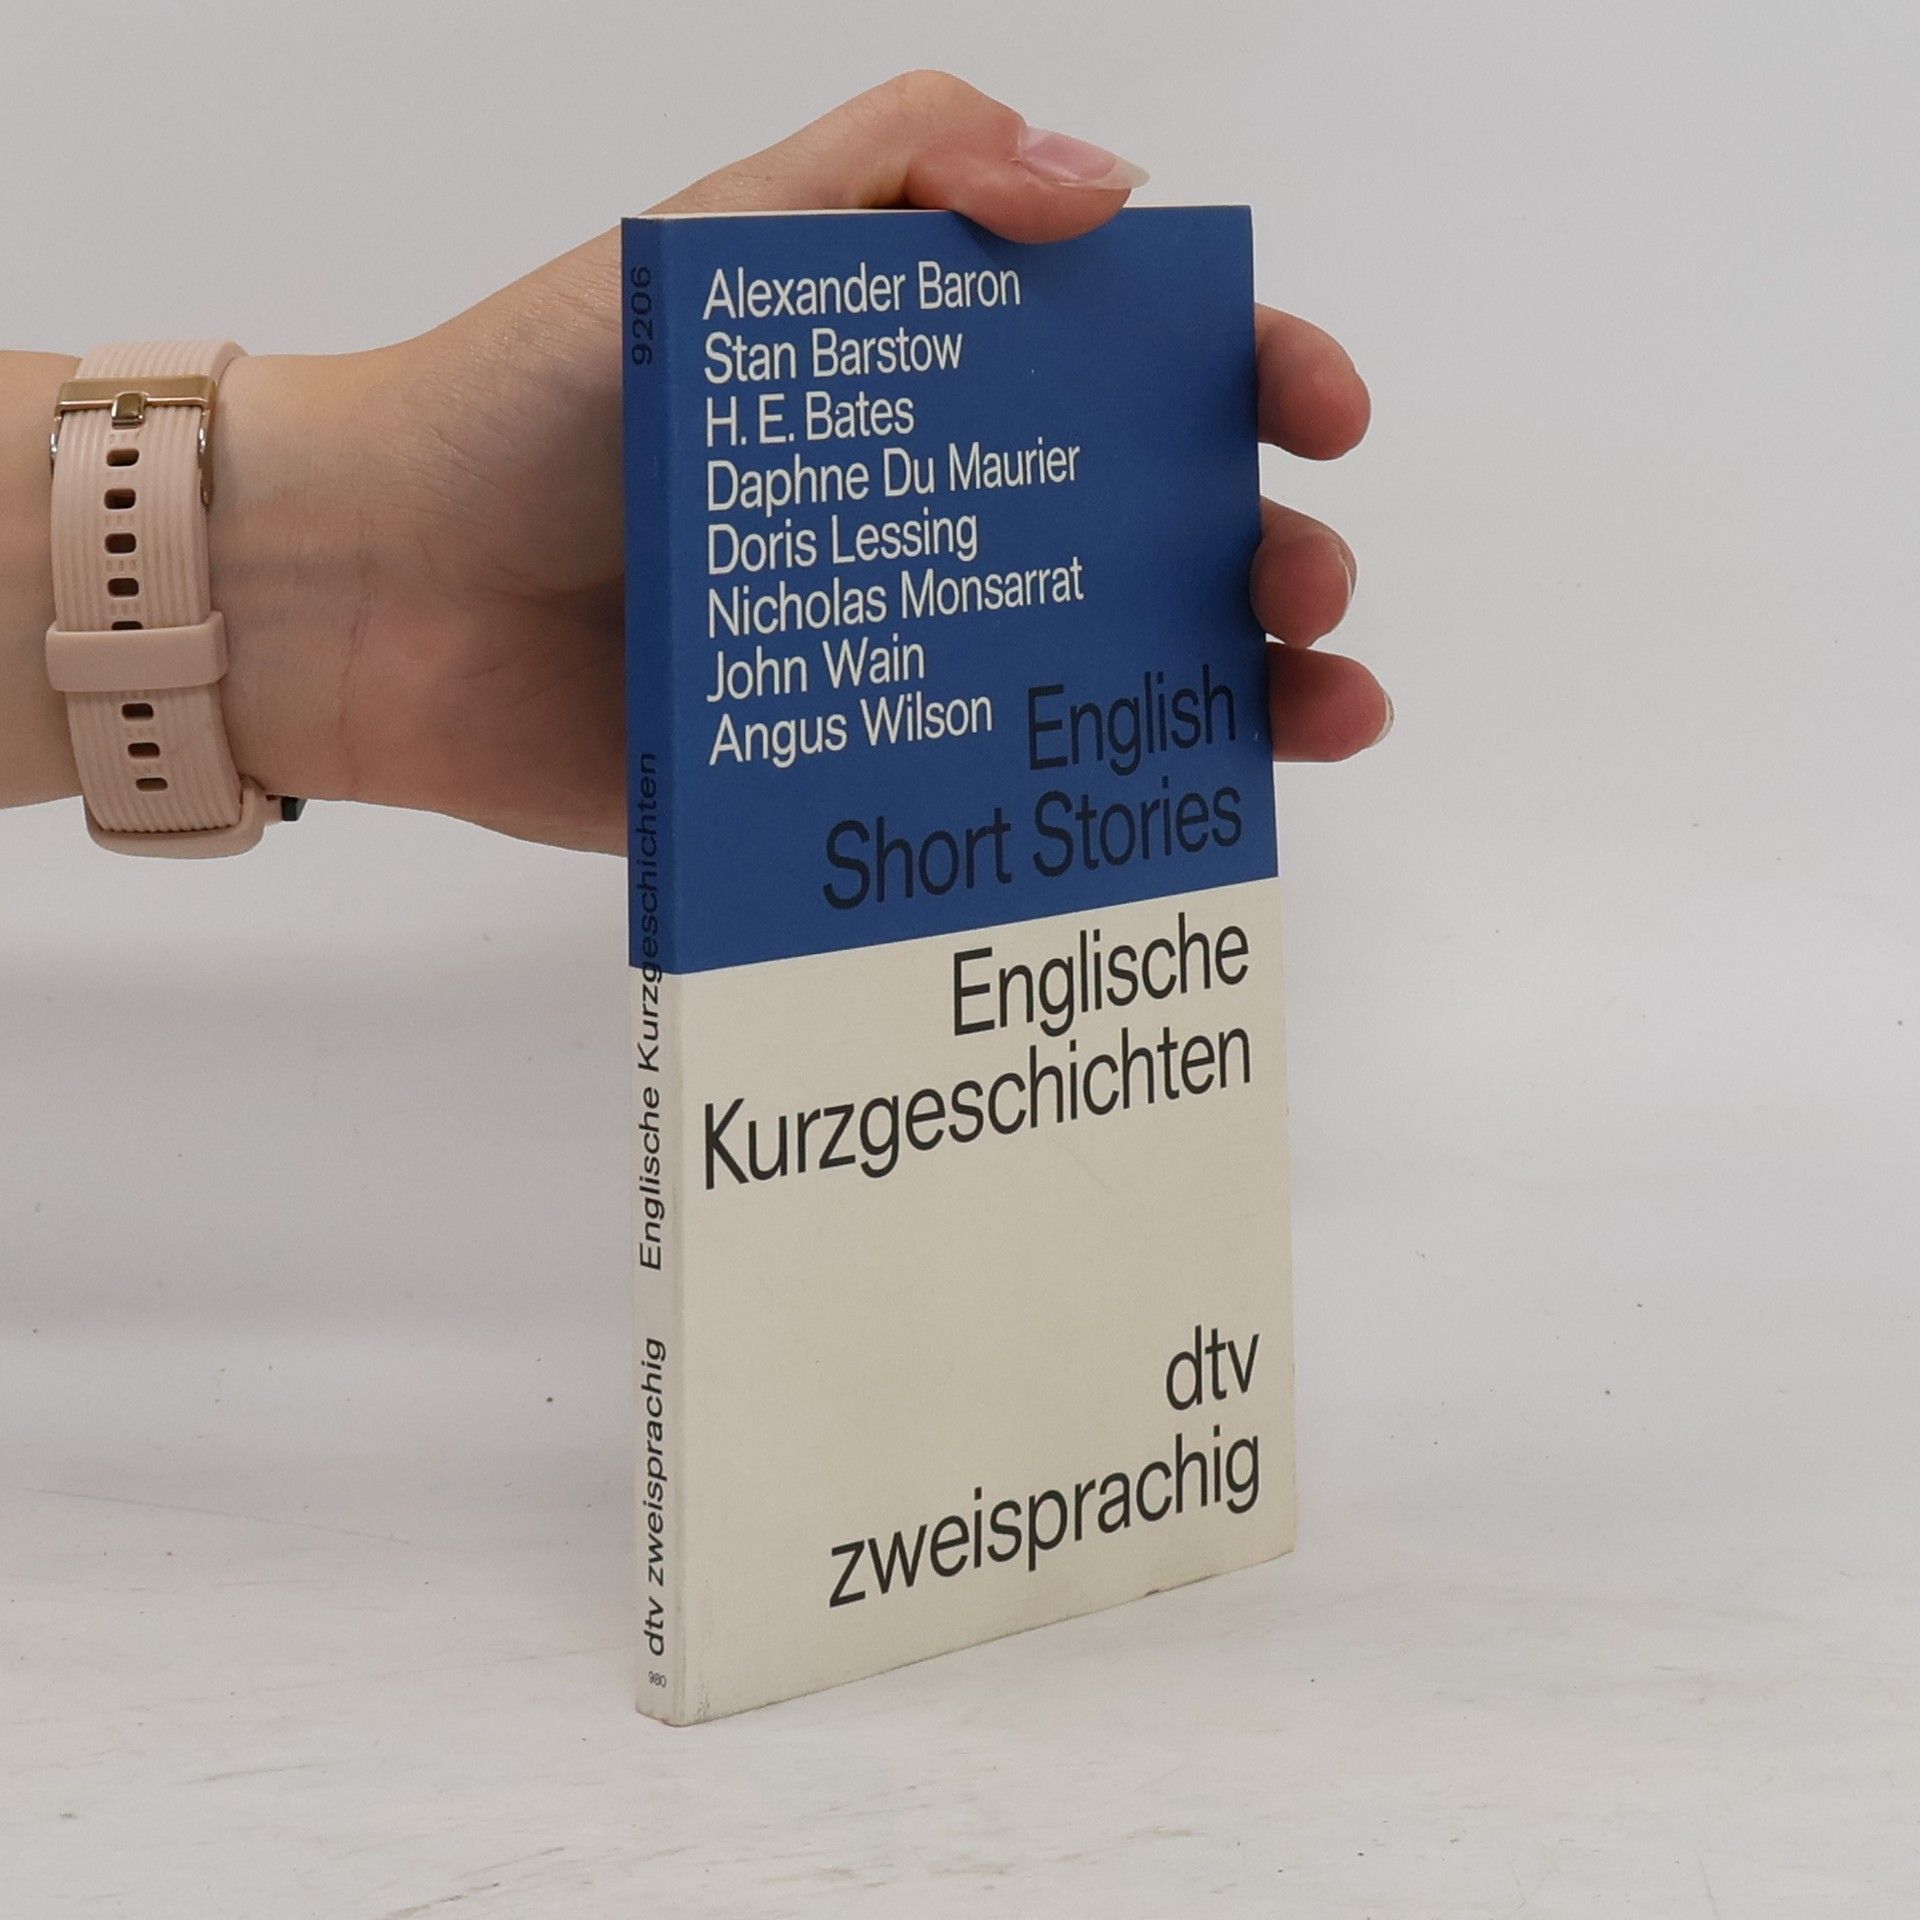 Alexander Baron
Stan Barstow
H. E. Bates
Daphne Du Maurier
Doris Lessing
Nicholas Monsarrat
John Wain
Angus Wilson
English
Short Stories
Englische
Kurzgeschichten
dtv
zweisprachig
9206
dtv zweisprachig Englische Kurzgeschichten
980